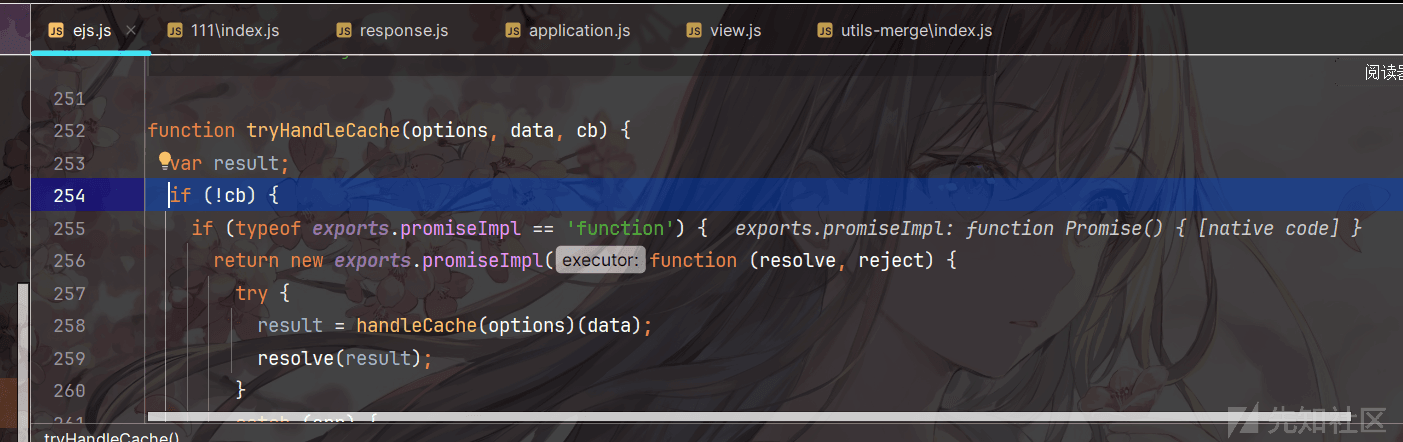 JS ejs.js × JS 111\index.js JS response.js JS application.js JS view.js JS utils-merge\index.js
阅读器
251
252 function tryHandleCache(options, data, cb) {
253 var result;
254 if (!cb) {
255 if (typeof exports.promiseImpl == 'function') { exports.promiseImpl: ƒunction Promise() { [native code] }
256 return new exports.promiseImpl( executor: function (resolve, reject) {
257 try {
258 result = handleCache(options)(data);
259 resolve(result);
260 }
261 catch (err) {
tryHandleCache()
先知社区